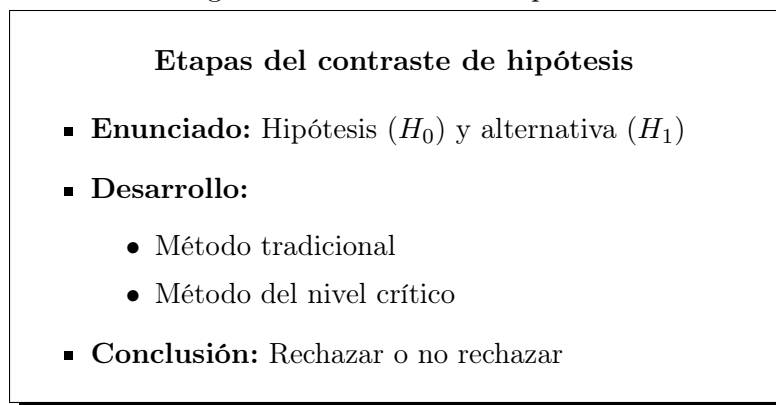 Etapas del contraste de hipótesis
▪ Enunciado: Hipótesis (H₀) y alternativa (H₁)
▪ Desarrollo:
• Método tradicional
• Método del nivel crítico
▪ Conclusión: Rechazar o no rechazar